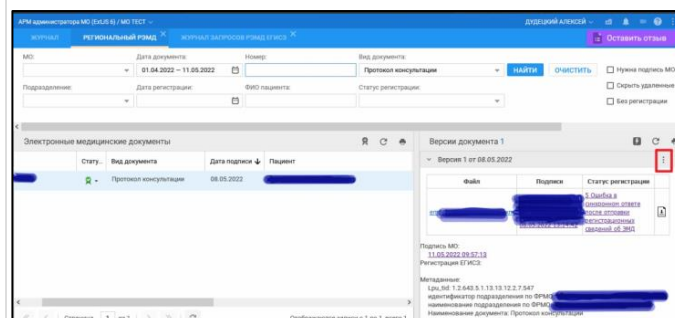 АРМ администратора МО (ExtJS 6) / МО ТЕСТ
ДУДЕЦКИЙ АЛЕКСЕЙ
ЖУРНАЛ
РЕГИОНАЛЬНЫЙ РЭМД
ЖУРНАЛ ЗАПРОСОВ РЭМД ЕГИСЗ
Оставить отзыв
МО:
Дата документа:
Номер:
Вид документа:
01.04.2022 — 11.05.2022
Протокол консультации
НАЙТИ
ОЧИСТИТЬ
Нужна подпись МО
Подразделение:
Дата регистрации:
ФИО пациента:
Статус регистрации:
Скрыть удаленные
Без регистрации
Электронные медицинские документы
Версии документа 1
Версия 1 от 08.05.2022
Стату..
Вид документа
Дата подписи
Пациент
Протокол консультации
08.05.2022
Файл
Подписи
Статус регистрации
5 Ошибка в
синхронном ответе
после отправки
регистрационных
сведений об ЭМД
Подпись МО:
11.05.2022 09:57:13
Регистрация ЕГИСЗ:
Метаданные:
Lpu_tid: 1.2.643.5.1.13.13.12.2.7.547
идентификатор подразделения по ФРМО
наименование подразделения по ФРМО
Наименование документа: Протокол консультации
1